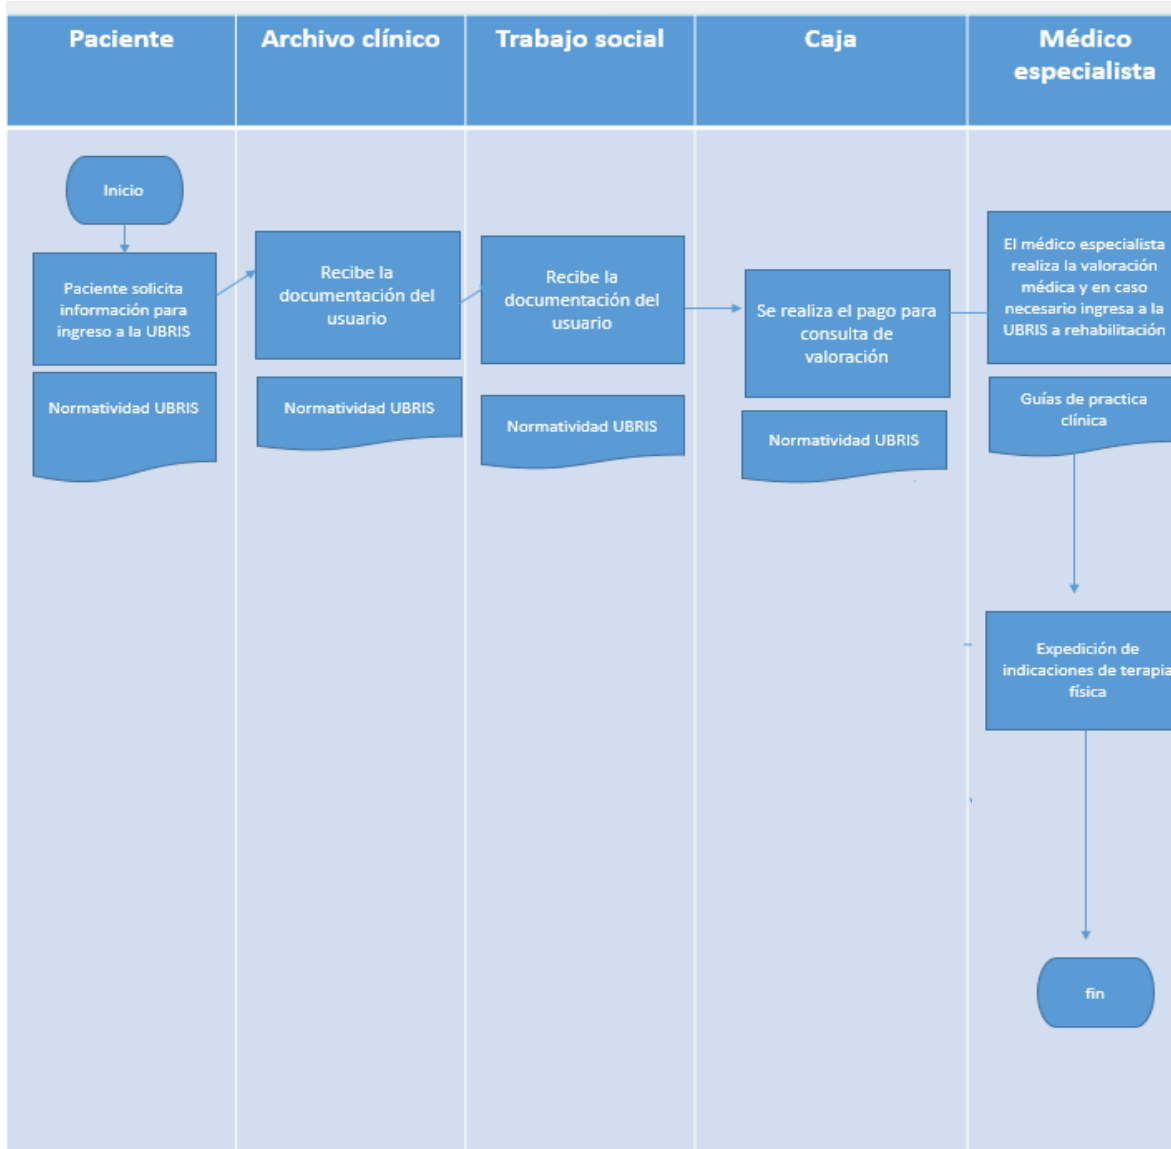 Paciente
Archivo clínico
Trabajo social
Caja
Médico
especialista
Inicio
Paciente solicita
información para
ingreso a la UBRIS
Normatividad UBRIS
Recibe la
documentación del
usuario
Normatividad UBRIS
Recibe la
documentación del
usuario
Normatividad UBRIS
Se realiza el pago para
consulta de
valoración
Normatividad UBRIS
El médico especialista
realiza la valoración
médica y en caso
necesario ingresa a la
UBRIS a rehabilitación
Guías de practica
clínica
Expedición de
indicaciones de terapia
física
fin